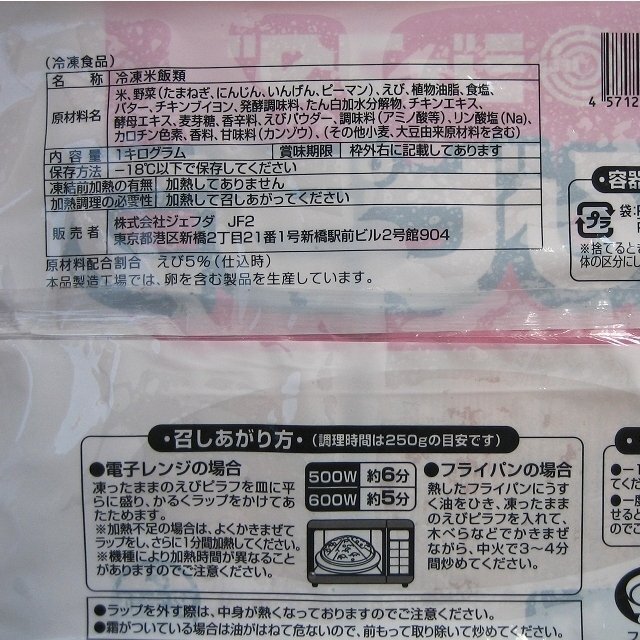 (冷凍食品)
名 称 冷凍米飯類
原材料名 米、野菜(たまねぎ、にんじん、いんげん、ピーマン)、えび、植物油脂、食塩、
バター、チキンブイヨン、発酵調味料、たん白加水分解物、チキンエキス、
酵母エキス、麦芽糖、香辛料、えびパウダー、調味料(アミノ酸等)、リン酸塩(Na)、
カロチン色素、香料、甘味料(カンゾウ)、(その他小麦、大豆由来原材料を含む)
内 容 量 1キログラム 賞味期限 枠外右に記載してあります
保存方法 −18℃以下で保存してください
凍結前加熱の有無 加熱してありません
加熱調理の必要性 加熱して召しあがってください
販 売 者 株式会社ジェフダ JF2
東京都港区新橋2丁目21番1号新橋駅前ビル2号館904
原材料配合割合 えび5%(仕込時)
本品製造工場では、卵を含む製品を生産しています。
4 5712
・容器
プラ
袋:P
※捨てるとき
体の区分にし
・召しあがり方・(調理時間は250gの目安です)
●電子レンジの場合
凍ったままのえびピラフを皿に平
らに盛り、かるくラップをかけてあ
たためます。
※加熱不足の場合は、よくかきまぜて
ラップをし、さらに1分間加熱してください。
※機種により加熱時間が異なること
がありますのでご注意ください。
500W 約6分
600W 約5分
●フライパンの場合
熱したフライパンにうす
く油をひき、凍ったまま
のえびピラフを入れて、
木べらなどでかきまぜ
ながら、中火で3〜4分
間炒めてください。
●ラップを外す際は、中身が熱くなっておりますのでご注意ください。
●霜がついている場合は油がはねて危ないので、前もって取り除いて炒めてください。